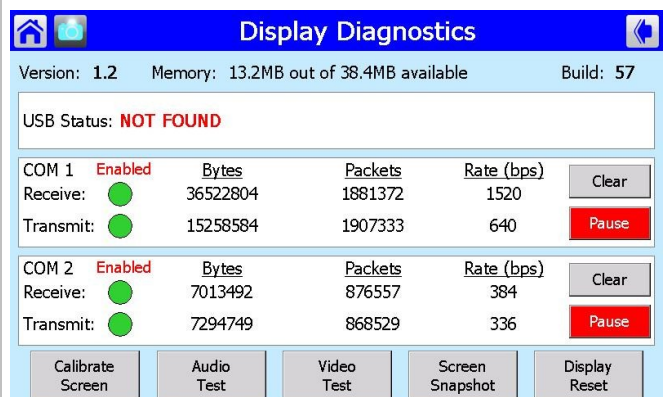 Display Diagnostics
Version: 1.2 Memory: 13.2MB out of 38.4MB available Build: 57
USB Status: NOT FOUND
COM 1 Enabled Bytes Packets Rate (bps)
Clear
Receive: 36522804 1881372 1520
Transmit: 15258584 1907333 640 Pause
COM 2 Enabled Bytes Packets Rate (bps)
Clear
Receive: 7013492 876557 384
Transmit: 7294749 868529 336 Pause
Calibrate Screen
Audio Test
Video Test
Screen Snapshot
Display Reset